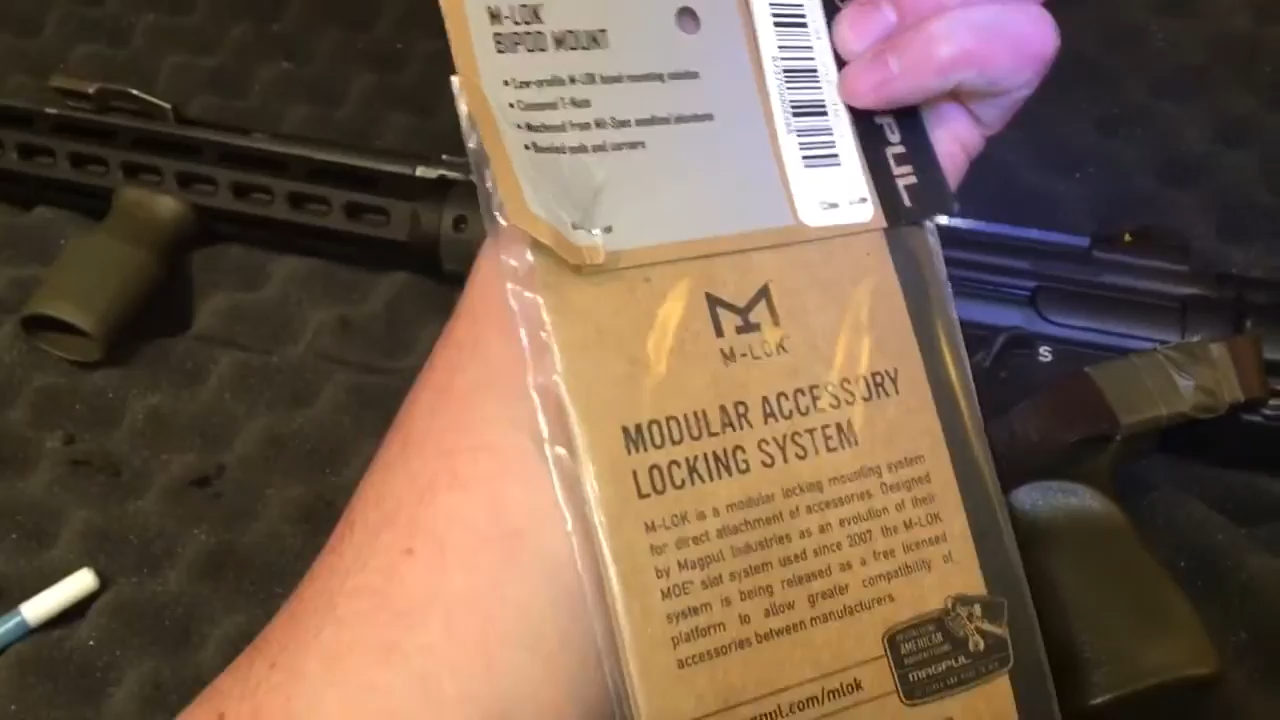 M-LOK
BIPOD MOUNT
• Low-profile M-LOK based mounting solution
• Captured T-Nuts
• Machined from Mil-Spec anodized aluminum
• Rounded ends and corners
PUL
M-LOK
MODULAR ACCESSORY
LOCKING SYSTEM
M-LOK is a modular locking mounting system
for direct attachment of accessories. Designed
by Magpul Industries as an evolution of their
MOE® slot system used since 2007, the M-LOK
system is being released as a free licensed
platform to allow greater compatibility of
accessories between manufacturers.
AMERICAN
MAGPUL
gpul.com/mlok
S